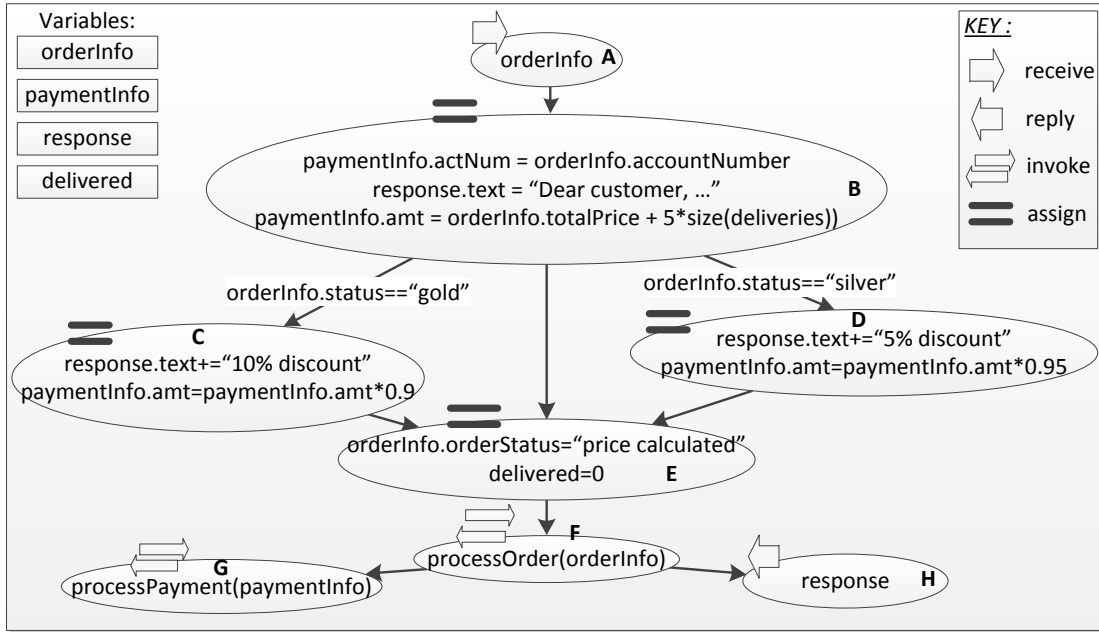 Variables:
orderInfo
paymentInfo
response
delivered
orderInfo A
KEY :
receive
reply
invoke
assign
paymentInfo.actNum = orderInfo.accountNumber
response.text = “Dear customer, …”
B
paymentInfo.amt = orderInfo.totalPrice + 5*size(deliveries))
orderInfo.status==“gold”
orderInfo.status==“silver”
C
response.text+=“10% discount”
paymentInfo.amt=paymentInfo.amt*0.9
D
response.text+=“5% discount”
paymentInfo.amt=paymentInfo.amt*0.95
orderInfo.orderStatus=“price calculated”
delivered=0 E
F
processOrder(orderInfo)
G
processPayment(paymentInfo)
response H